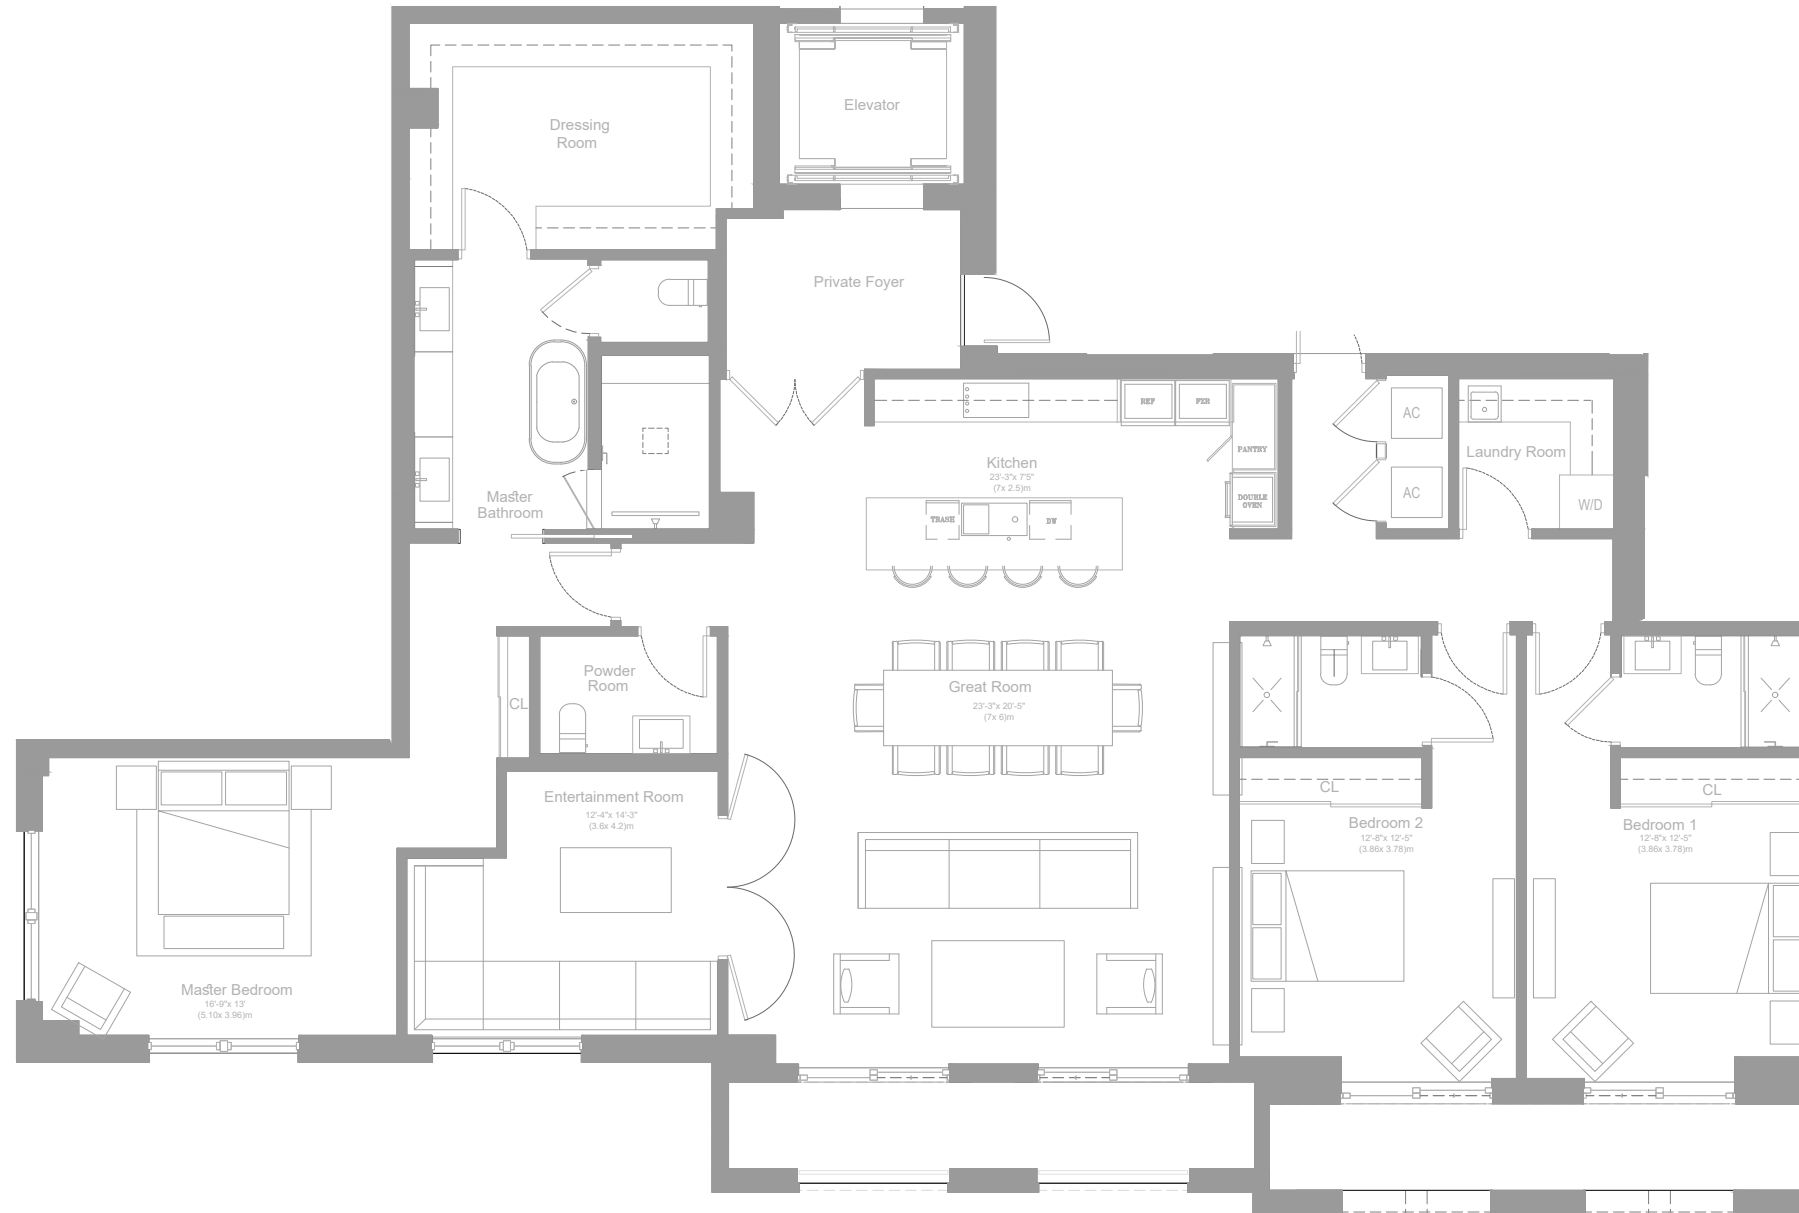 Elevator
Dressing
Room
Private Foyer
REF
FZR
PANTRY
DOUBLE
OVEN
Kitchen
23'-3"x 7'5"
(7x 2.5)m
TRASH
DW
AC
AC
Laundry Room
W/D
Master
Bathroom
Powder
Room
CL
Great Room
23'-3"x 20'-5"
(7x 6)m
Entertainment Room
12'-4"x 14'-3"
(3.6x 4.2)m
CL
Bedroom 2
12'-8"x 12'-5"
(3.86x 3.78)m
CL
Bedroom 1
12'-8"x 12'-5"
(3.86x 3.78)m
Master Bedroom
16'-9"x 13'
(5.10x 3.96)m